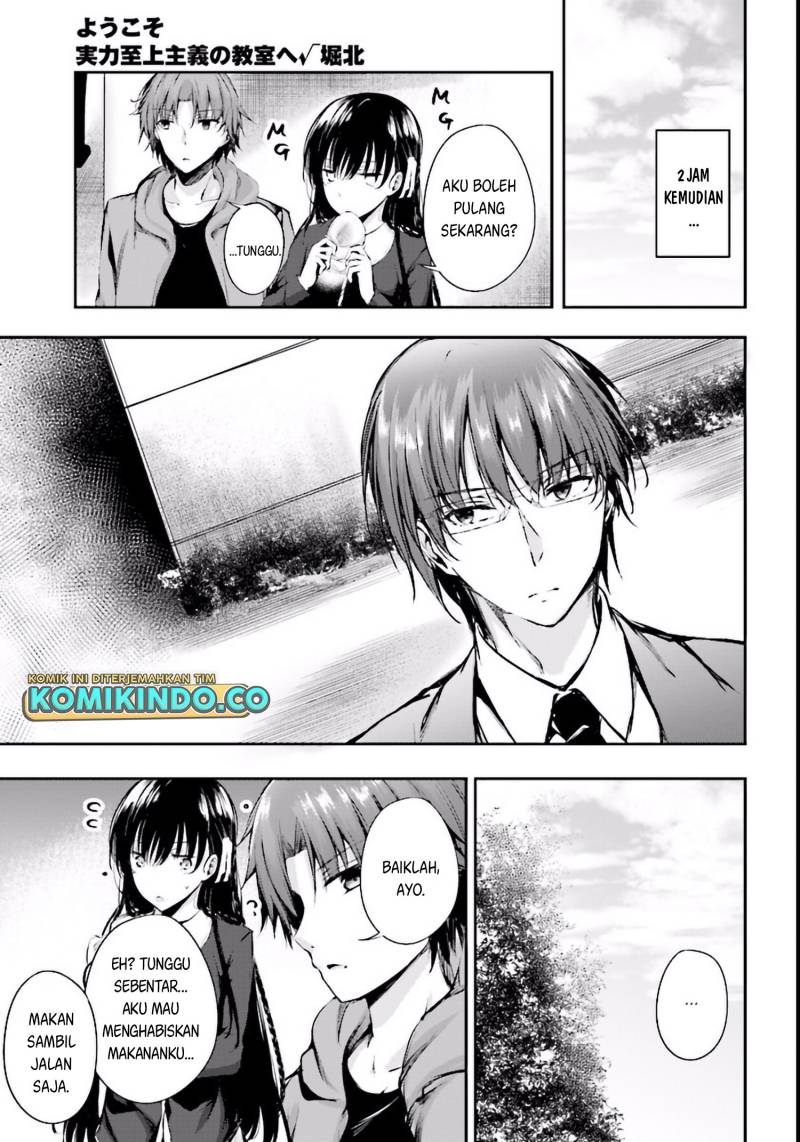 ようこそ
実力至上主義の教室へ√堀北
2 JAM
KEMUDIAN
...
AKU BOLEH
PULANG
SEKARANG?
MG
MG
...TUNGGU.
KOMIK INI DITERJEMAHKAN TIM
KOMIKINDO.CO
...
BAIKLAH,
AYO.
EH? TUNGGU
SEBENTAR...
AKU MAU
MENGHABISKAN
MAKANANKU...
MAKAN
SAMBIL
JALAN
SAJA.